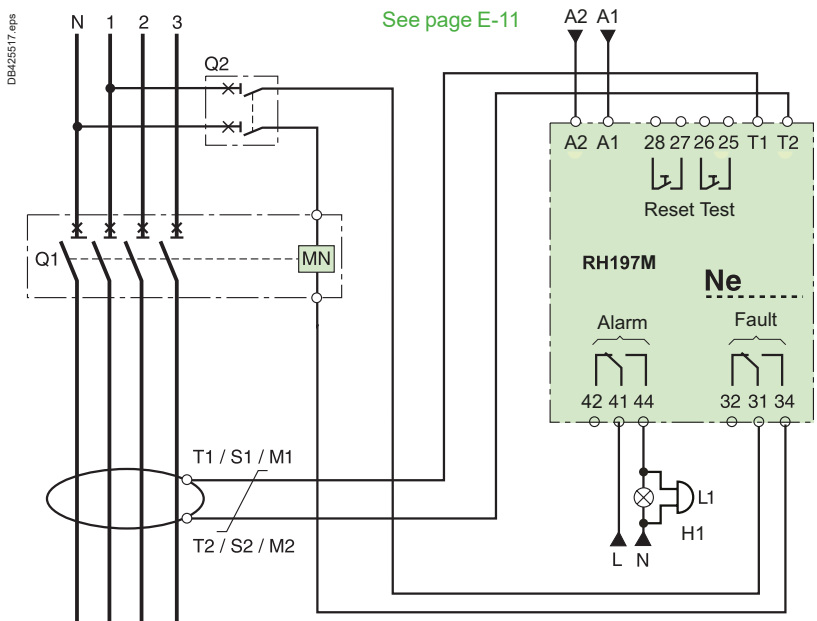 DB425517.eps
N 1 2 3
See page E-11
A2 A1
Q2
A2 A1 28 27 26 25 T1 T2
Reset Test
Q1
MN
RH197M
Ne
Alarm
Fault
42 41 44
32 31 34
T1 / S1 / M1
T2 / S2 / M2
L1
H1
L N